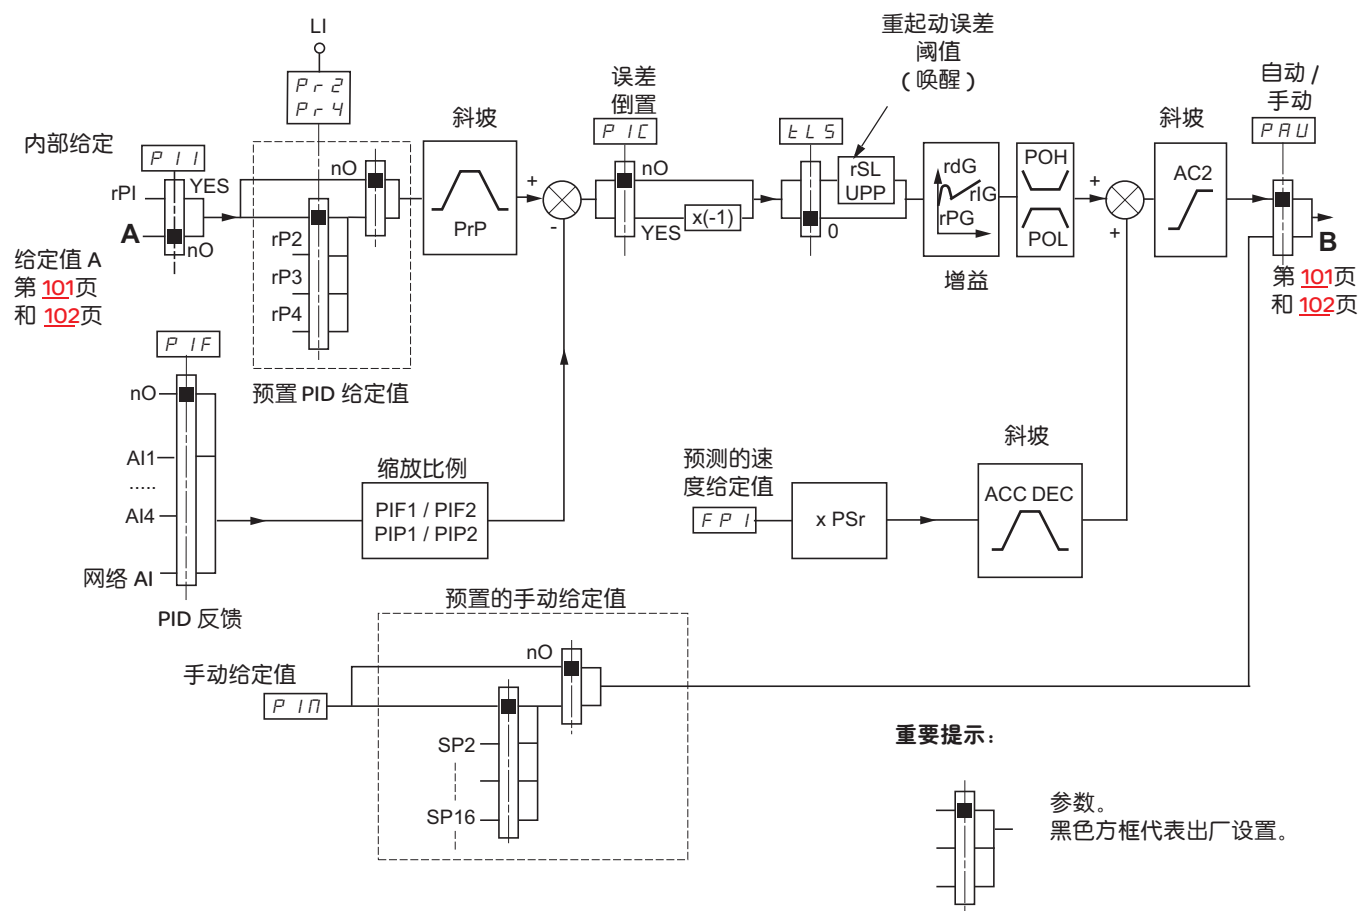 LI
Pr2
Pr4
内部给定
PII
YES
rPI
A
nO
给定值 A
第 101页
和 102页
nO
rP2
rP3
rP4
预置 PID 给定值
斜坡
PrP
+
-
误差
倒置
PIC
nO
YES
x(-1)
tLS
0
重起动误差
阈值
(唤醒)
rSL
UPP
rdG
rIG
rPG
增益
POH
POL
+
+
斜坡
AC2
自动 /
手动
PAU
B
第 101页
和 102页
PIF
nO
AI1
.....
AI4
网络 AI
PID 反馈
缩放比例
PIF1 / PIF2
PIP1 / PIP2
预测的速
度给定值
FPI
x PSr
斜坡
ACC DEC
预置的手动给定值
手动给定值
PIM
nO
SP2
SP16
重要提示：
参数。
黑色方框代表出厂设置。